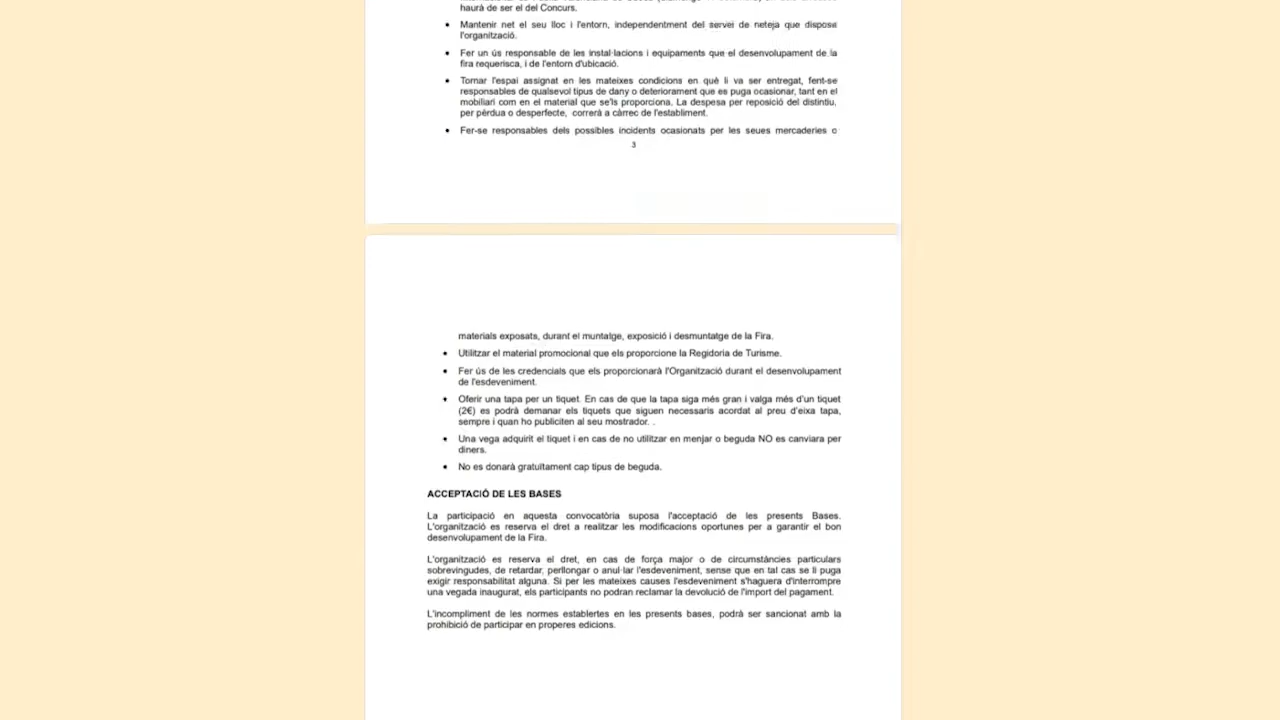 haurà de ser el del Concurs.
• Mantenir net el seu lloc i l'entorn, independentment del servei de neteja que disposa
l'organització.
• Fer un ús responsable de les instal·lacions i equipaments que el desenvolupament de la
fira requerisca, i de l'entorn d'ubicació.
• Tornar l'espai assignat en les mateixes condicions en què li va ser entregat, fent-se
responsables de qualsevol tipus de dany o deteriorament que es puga ocasionar, tant en el
mobiliari com en el material que se'ls proporciona. La despesa per reposició del distintiu,
per pèrdua o desperfecte, correrà a càrrec de l'establiment.
• Fer-se responsables dels possibles incidents ocasionats per les seues mercaderies o
3
materials exposats, durant el muntatge, exposició i desmuntatge de la Fira.
• Utilitzar el material promocional que els proporcione la Regidoria de Turisme.
• Fer ús de les credencials que els proporcionarà l'Organització durant el desenvolupament
de l'esdeveniment.
• Oferir una tapa per un tiquet. En cas de que la tapa siga més gran i valga més d'un tiquet
(2€) es podrà demanar els tiquets que siguen necessaris acordat al preu d'eixa tapa,
sempre i quan ho publiciten al seu mostrador. .
• Una vega adquirit el tiquet i en cas de no utilitzar en menjar o beguda NO es canviara per
diners.
• No es donarà gratuïtament cap tipus de beguda.
ACCEPTACIÓ DE LES BASES
La participació en aquesta convocatòria suposa l'acceptació de les presents Bases.
L'organització es reserva el dret a realitzar les modificacions oportunes per a garantir el bon
desenvolupament de la Fira.
L'organització es reserva el dret, en cas de força major o de circumstàncies particulars
sobrevingudes, de retardar, perllongar o anul·lar l'esdeveniment, sense que en tal cas se li puga
exigir responsabilitat alguna. Si per les mateixes causes l'esdeveniment s'haguera d'interrompre
una vegada inaugurat, els participants no podran reclamar la devolució de l'import del pagament.
L'incompliment de les normes establertes en les presents bases, podrà ser sancionat amb la
prohibició de participar en properes edicions.